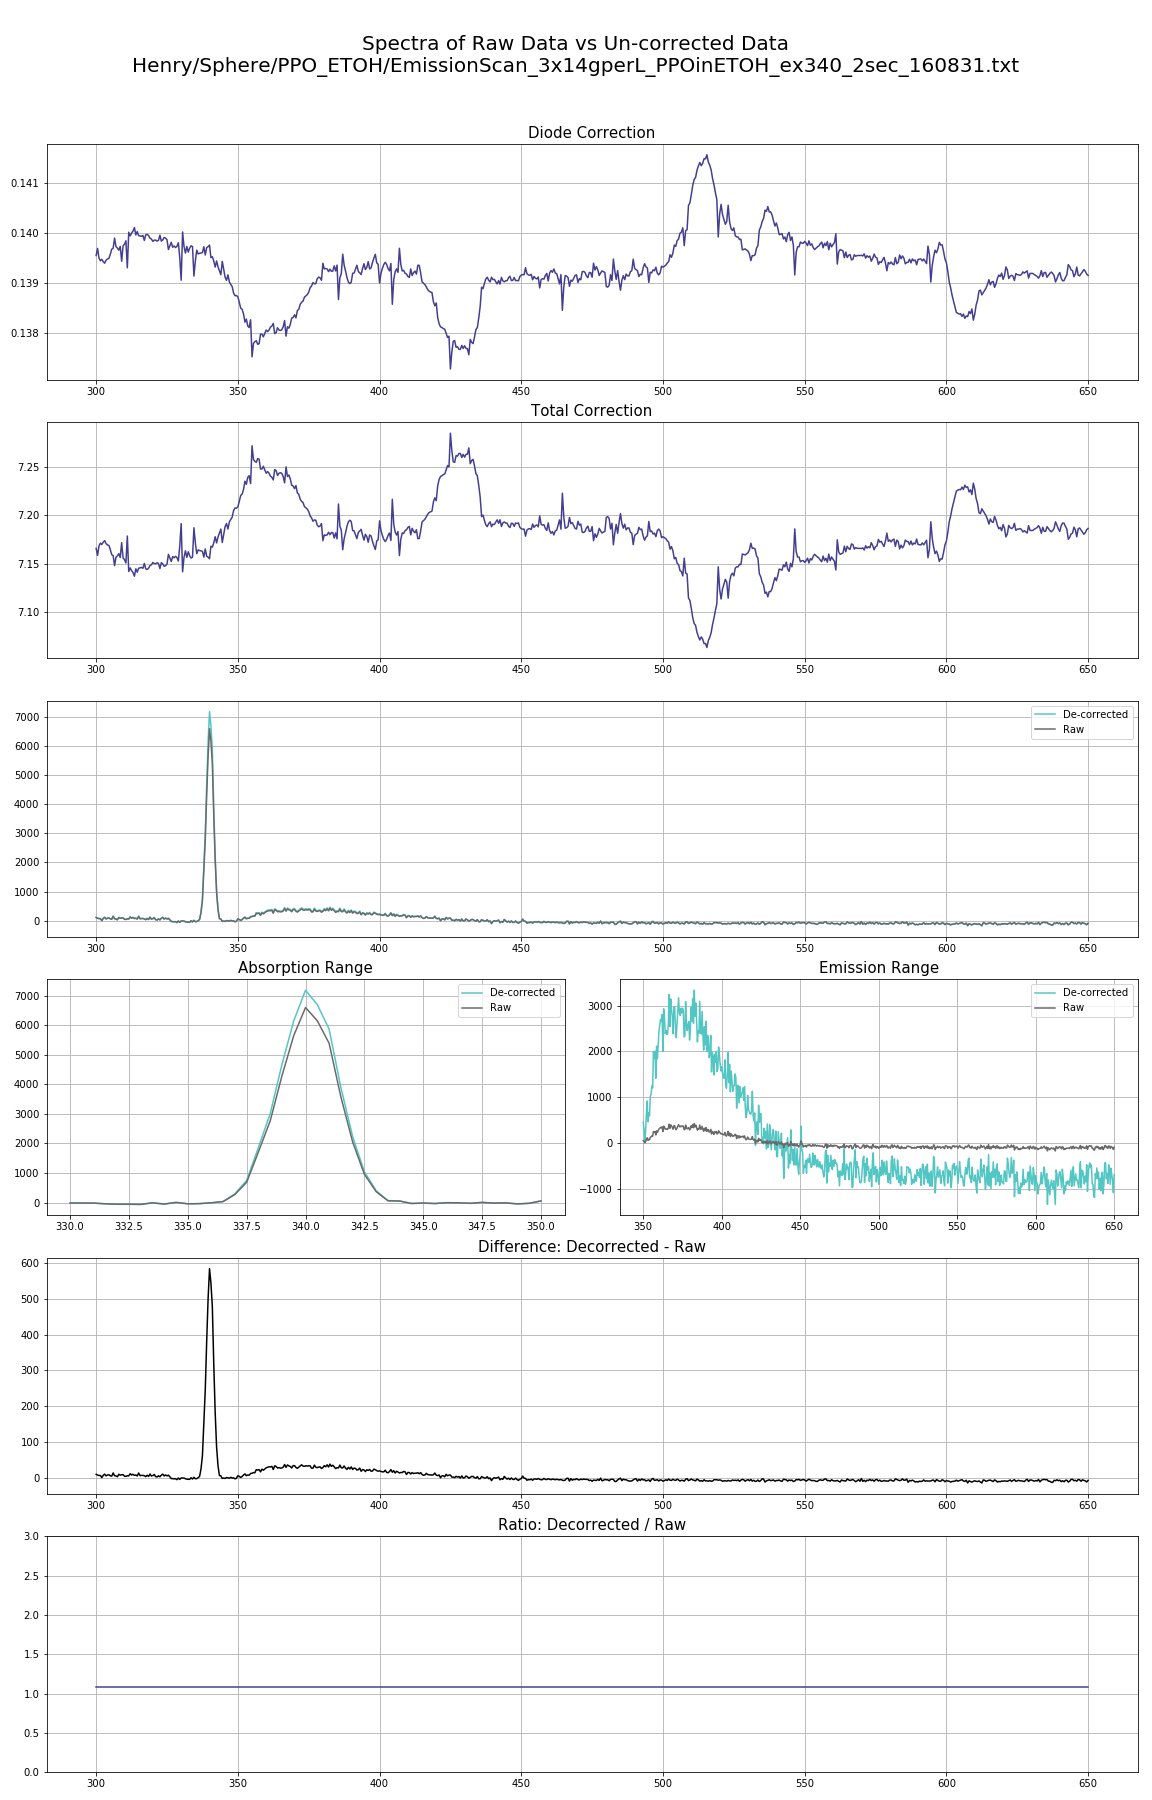 Spectra of Raw Data vs Un-corrected Data
Henry/Sphere/PPO_ETOH/EmissionScan_3x14gperL_PPOinETOH_ex340_2sec_160831.txt
Diode Correction
0.141
0.140
0.139
0.138
300 350 400 450 500 550 600 650
Total Correction
7.25
7.20
7.15
7.10
300 350 400 450 500 550 600 650
De-corrected
Raw
7000
6000
5000
4000
3000
2000
1000
0
300 350 400 450 500 550 600 650
Absorption Range
De-corrected
Raw
7000
6000
5000
4000
3000
2000
1000
0
330.0 332.5 335.0 337.5 340.0 342.5 345.0 347.5 350.0
Emission Range
De-corrected
Raw
3000
2000
1000
0
−1000
350 400 450 500 550 600 650
Difference: Decorrected - Raw
600
500
400
300
200
100
0
300 350 400 450 500 550 600 650
Ratio: Decorrected / Raw
3.0
2.5
2.0
1.5
1.0
0.5
0.0
300 350 400 450 500 550 600 650